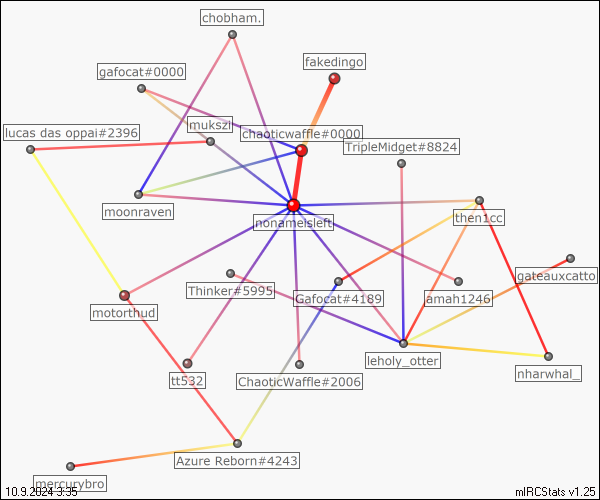 chobham.
fakedingo
gafocat#0000
mukszi
lucas das oppai#2396
chaoticwaffle#0000
TripleMidget#8824
moonraven
nonameisleft
then1cc
gateauxcatto
Thinker#5995
Gafocat#4189
amah1246
motorthud
leholy_otter
nharwhal_
tt532
ChaoticWaffle#2006
Azure Reborn#4243
mercurybro
10.9.2024 3:35
mIRCStats v1.25